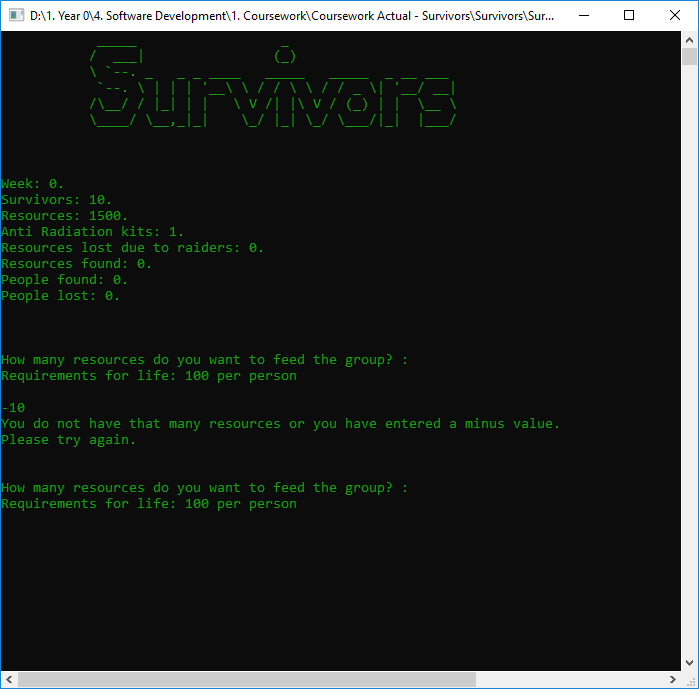 D:\1. Year 0\4. Software Development\1. Coursework\Coursework Actual - Survivors\Survivors\Sur...
Survivors
Week: 0.
Survivors: 10.
Resources: 1500.
Anti Radiation kits: 1.
Resources lost due to raiders: 0.
Resources found: 0.
People found: 0.
People lost: 0.
How many resources do you want to feed the group? :
Requirements for life: 100 per person
-10
You do not have that many resources or you have entered a minus value.
Please try again.
How many resources do you want to feed the group? :
Requirements for life: 100 per person